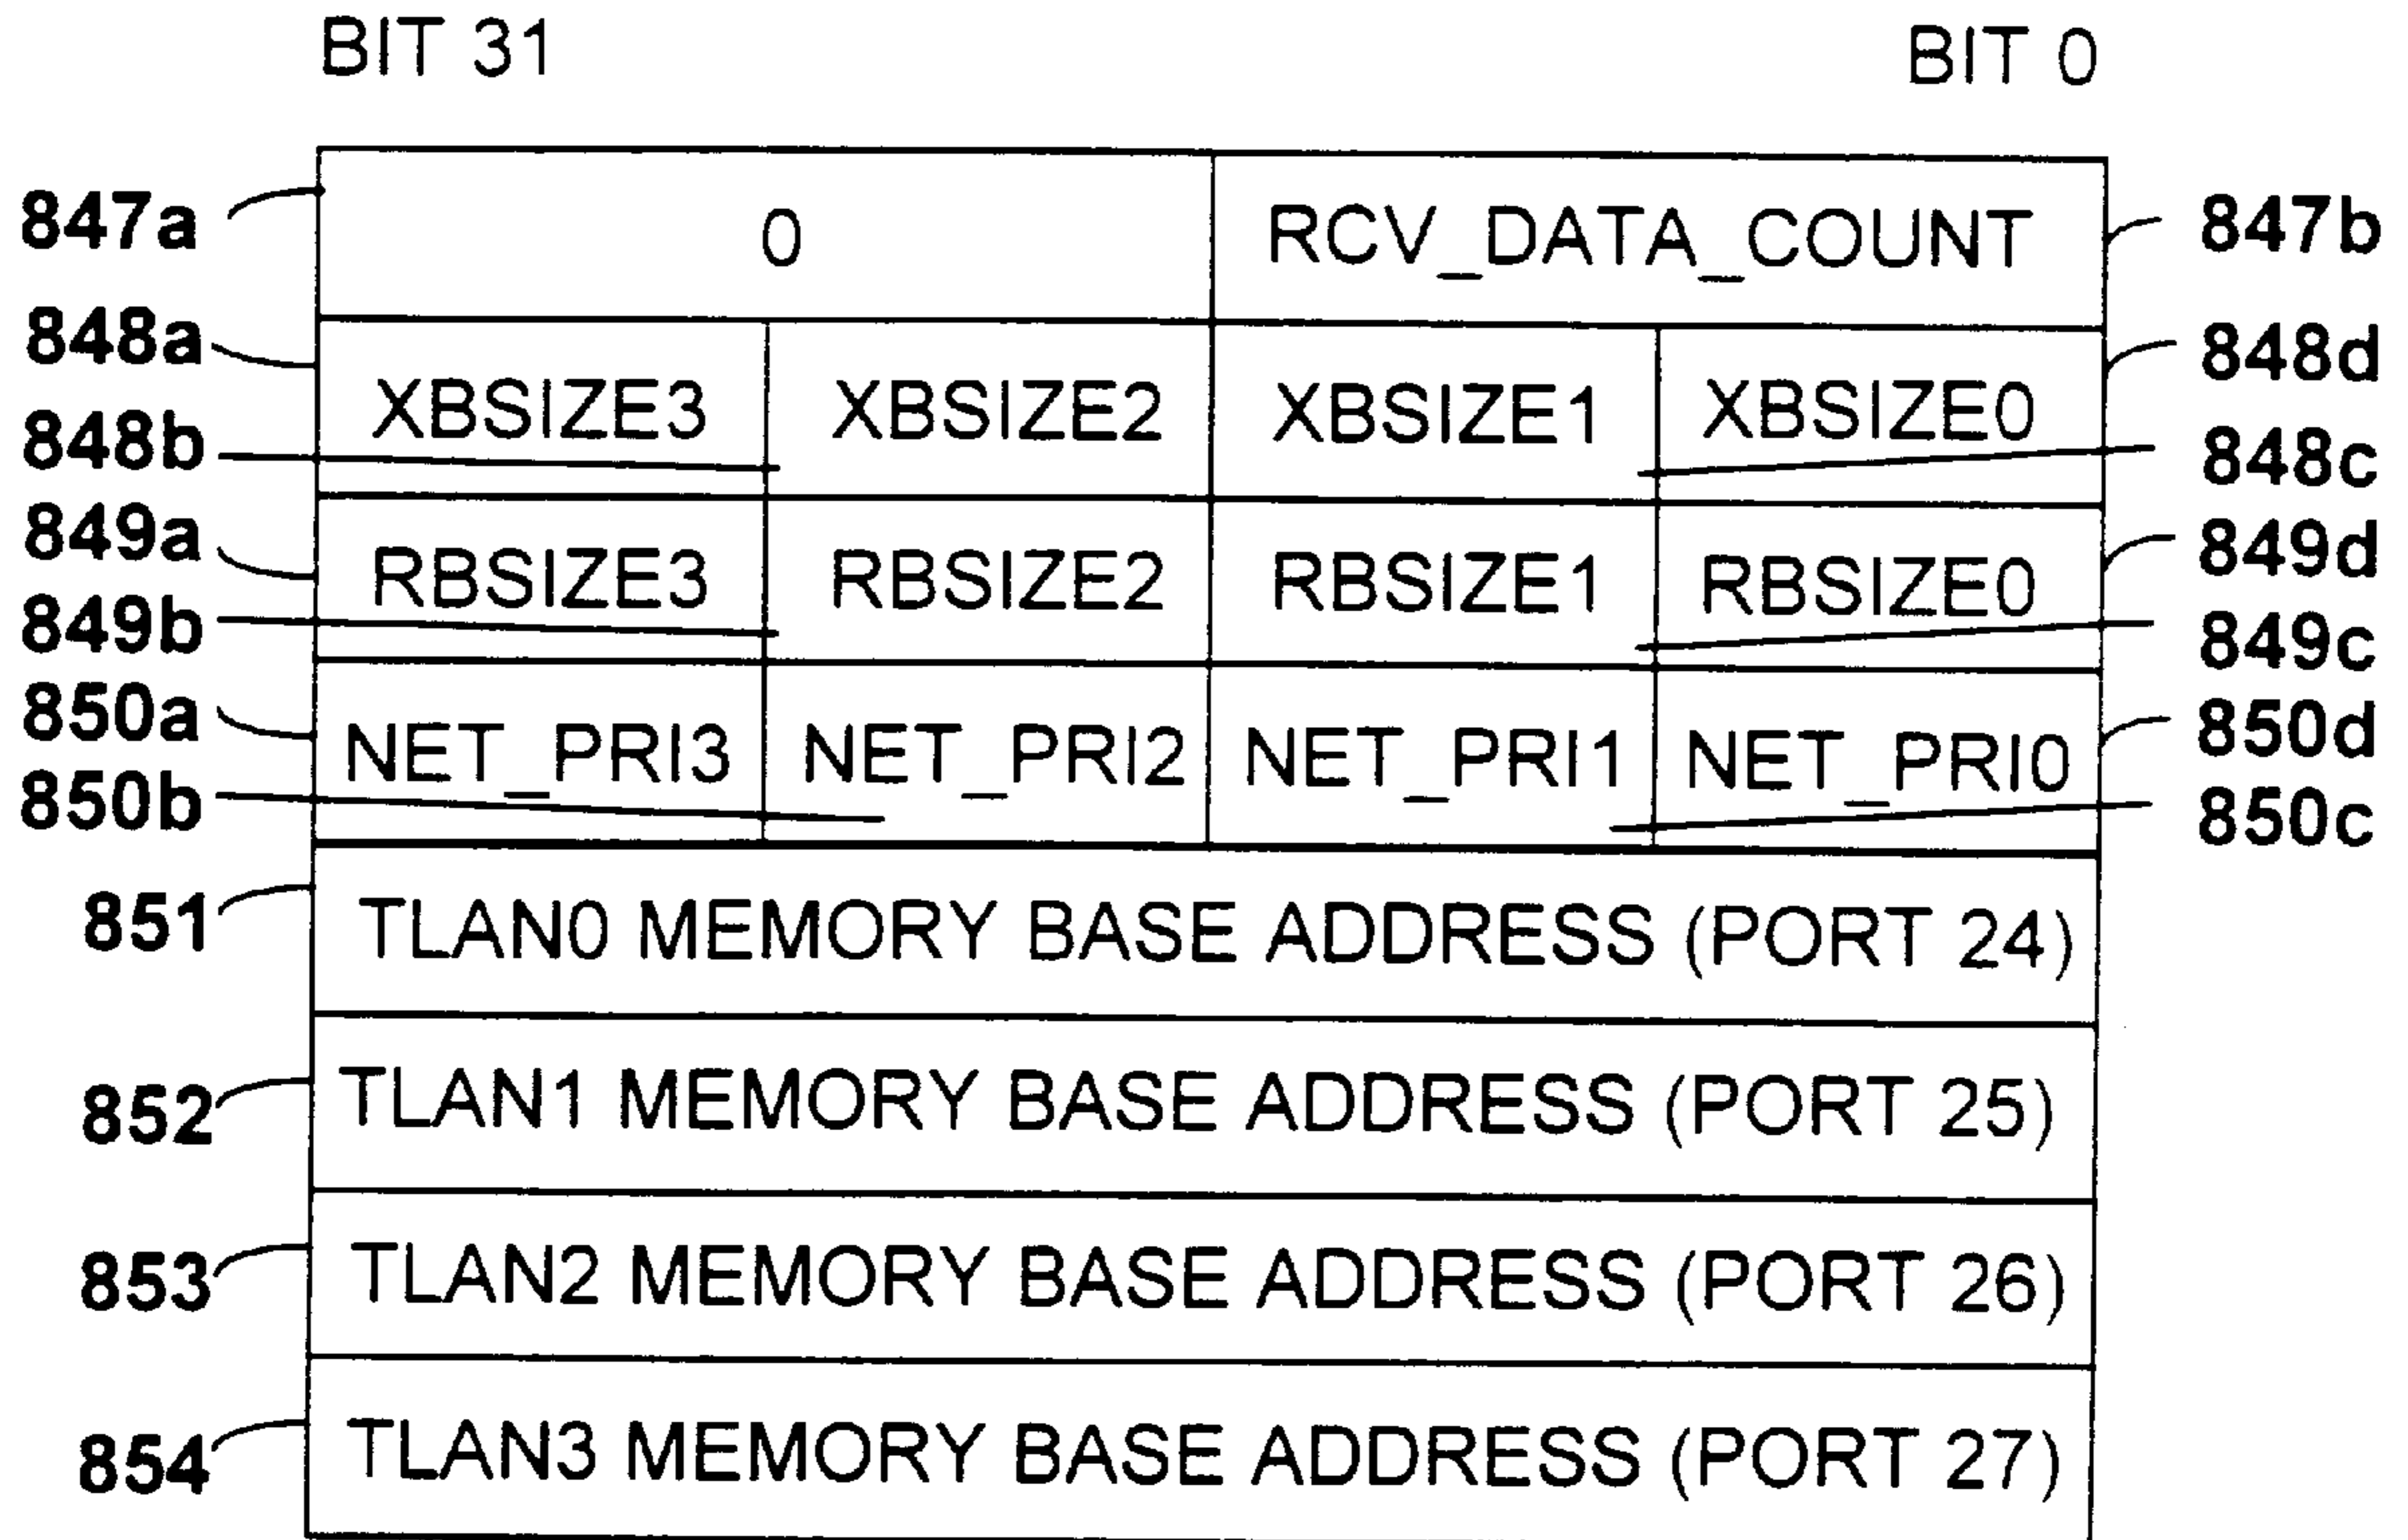 BIT 31 BIT 0
847a 0 RCV_DATA_COUNT 847b
848a XBSIZE3 XBSIZE2 XBSIZE1 XBSIZE0 848d
848b 848c
849a RBSIZE3 RBSIZE2 RBSIZE1 RBSIZE0 849d
849b 849c
850a NET_PRI3 NET_PRI2 NET_PRI1 NET_PRI0 850d
850b 850c
851 TLAN0 MEMORY BASE ADDRESS (PORT 24)
852 TLAN1 MEMORY BASE ADDRESS (PORT 25)
853 TLAN2 MEMORY BASE ADDRESS (PORT 26)
854 TLAN3 MEMORY BASE ADDRESS (PORT 27)